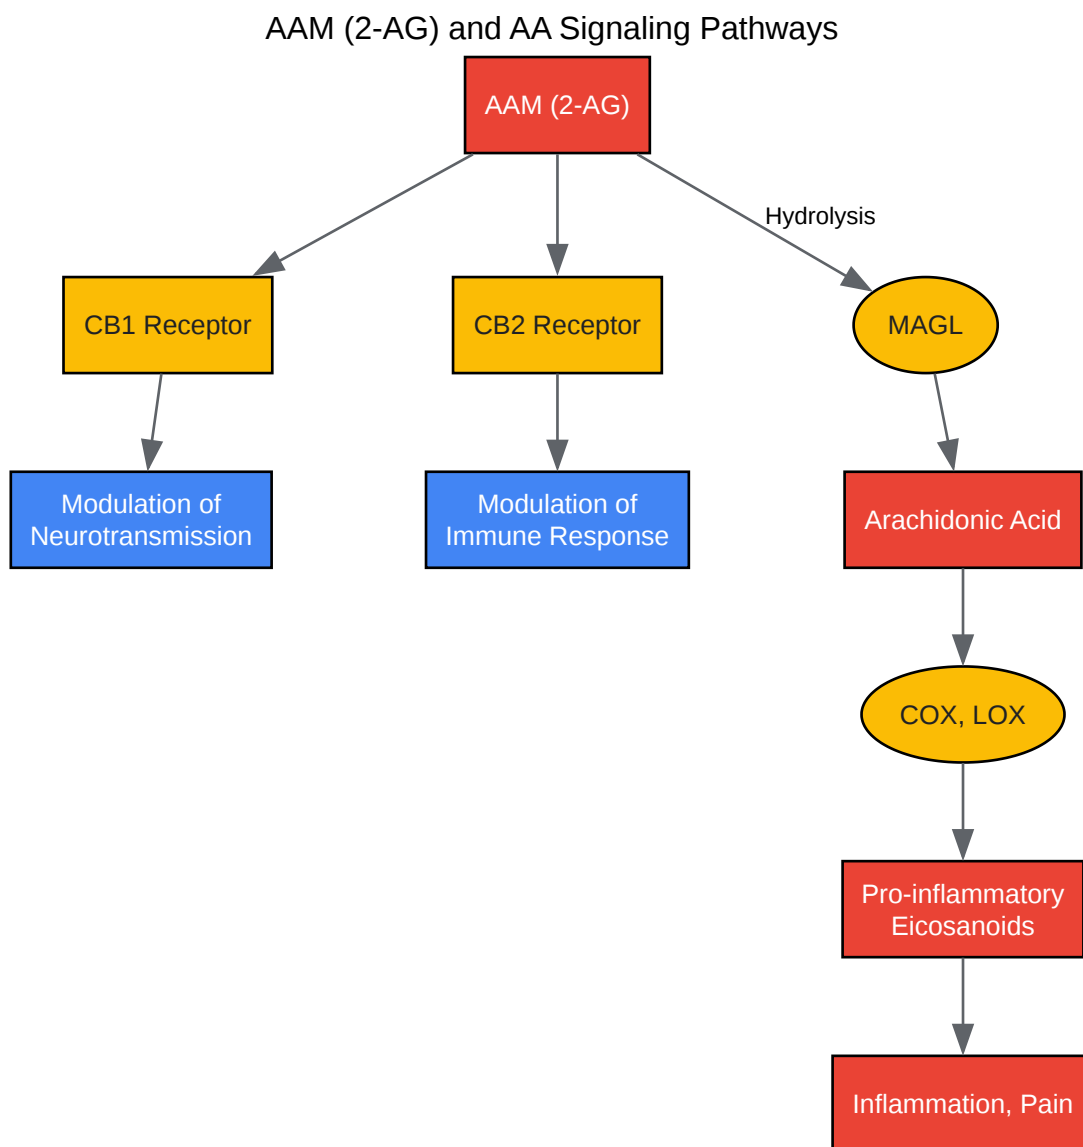 AAM (2-AG) and AA Signaling Pathways
AAM (2-AG)
Hydrolysis
CB1 Receptor
CB2 Receptor
MAGL
Modulation of
Neurotransmission
Modulation of
Immune Response
Arachidonic Acid
COX, LOX
Pro-inflammatory
Eicosanoids
Inflammation, Pain